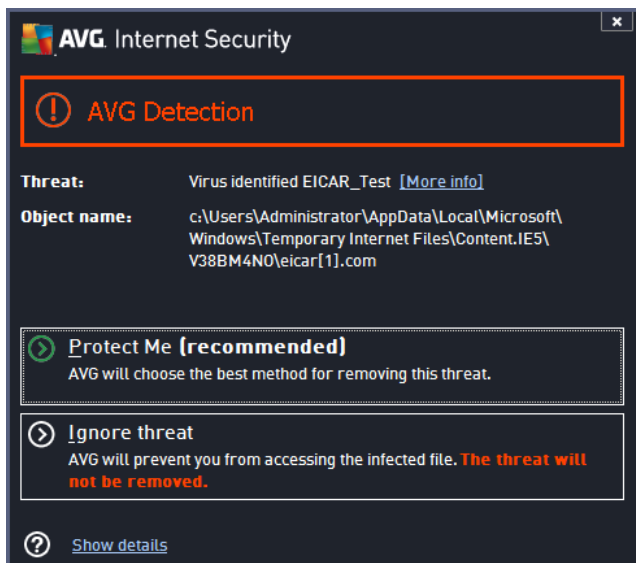 AVG. Internet Security
x
AVG Detection
Threat: Virus identified EICAR_Test [More info]
Object name: c:\Users\Administrator\AppData\Local\Microsoft\
Windows\Temporary Internet Files\Content.IE5\
V38BM4N0\eicar[1].com
Protect Me (recommended)
AVG will choose the best method for removing this threat.
Ignore threat
AVG will prevent you from accessing the infected file. The threat will
not be removed.
? Show details